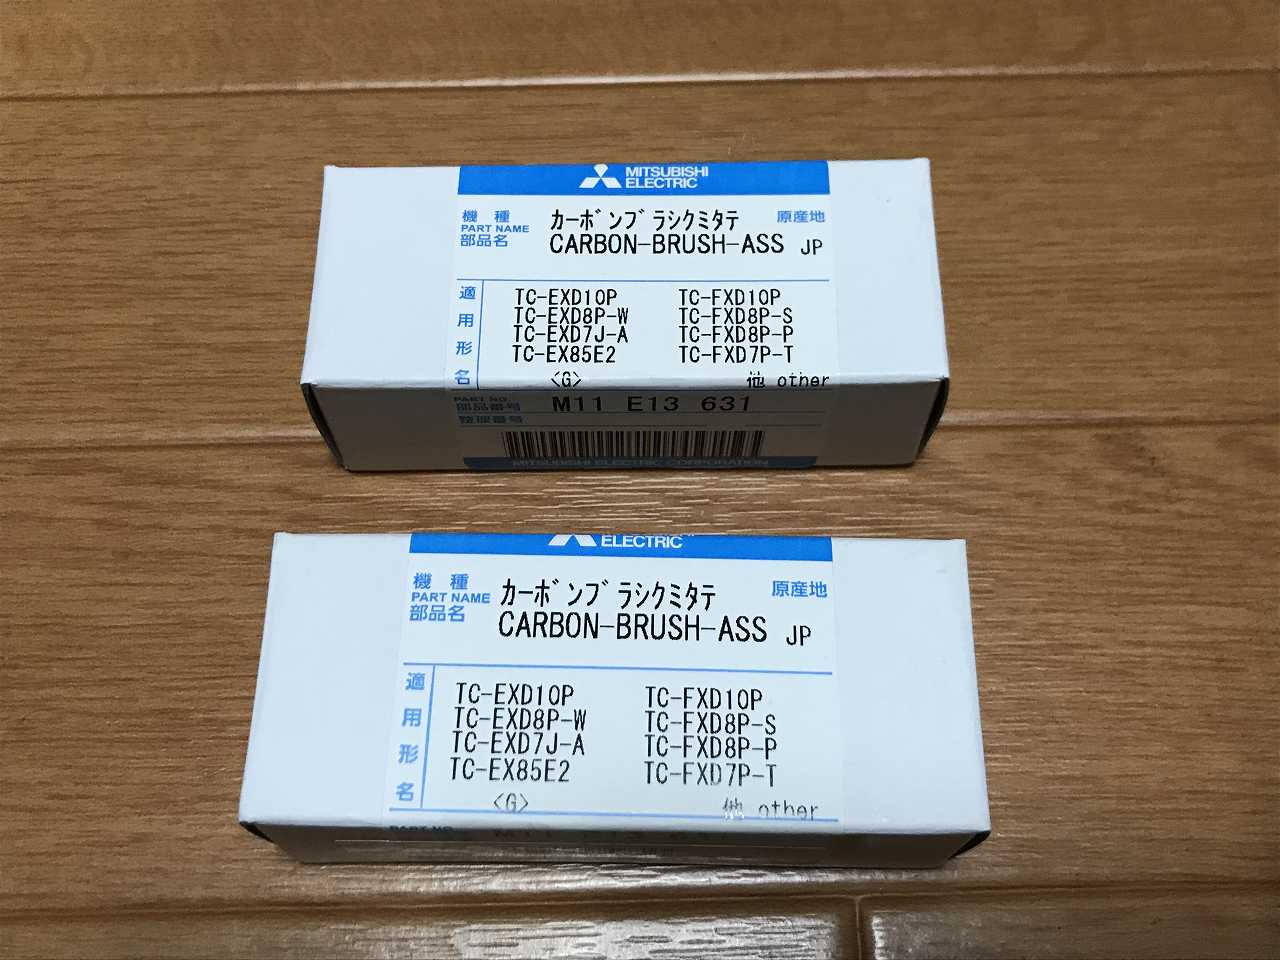 MITSUBISHI
ELECTRIC
機 種
PART NAME
部品名
カーボンブラシクミタテ
CARBON-BRUSH-ASS
原産地
JP
適用形名
TC-EXD10P TC-FXD10P
TC-EXD8P-W TC-FXD8P-S
TC-EXD7J-A TC-FXD8P-P
TC-EX85E2 TC-FXD7P-T
<G> 他 other
PART NO.
部品番号 M11 E13 631
整理番号
MITSUBISHI ELECTRIC CORPORATION
ELECTRIC
機 種
PART NAME
部品名
カーボンブラシクミタテ
CARBON-BRUSH-ASS
原産地
JP
適用形名
TC-EXD10P TC-FXD10P
TC-EXD8P-W TC-FXD8P-S
TC-EXD7J-A TC-FXD8P-P
TC-EX85E2 TC-FXD7P-T
<G> 他 other
PART NO.
M11 E13 631